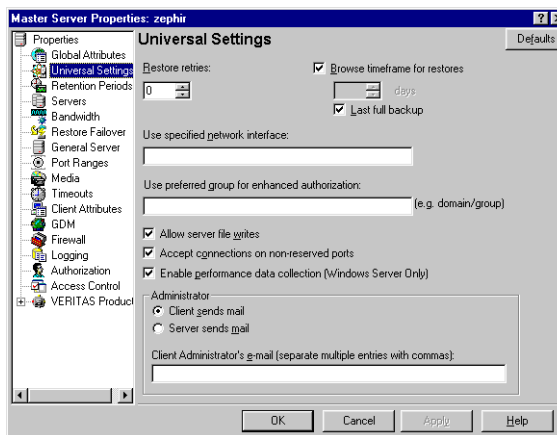 Master Server Properties: zephir
Properties
Global Attributes
Universal Settings
Retention Periods
Servers
Bandwidth
Restore Failover
General Server
Port Ranges
Media
Timeouts
Client Attributes
GDM
Firewall
Logging
Authorization
Access Control
VERITAS Product
Universal Settings
Defaults
Restore retries:
0
Browse timeframe for restores
days
Last full backup
Use specified network interface:
Use preferred group for enhanced authorization:
(e.g. domain/group)
Allow server file writes
Accept connections on non-reserved ports
Enable performance data collection (Windows Server Only)
Administrator
Client sends mail
Server sends mail
Client Administrator's e-mail (separate multiple entries with commas):
OK
Cancel
Apply
Help